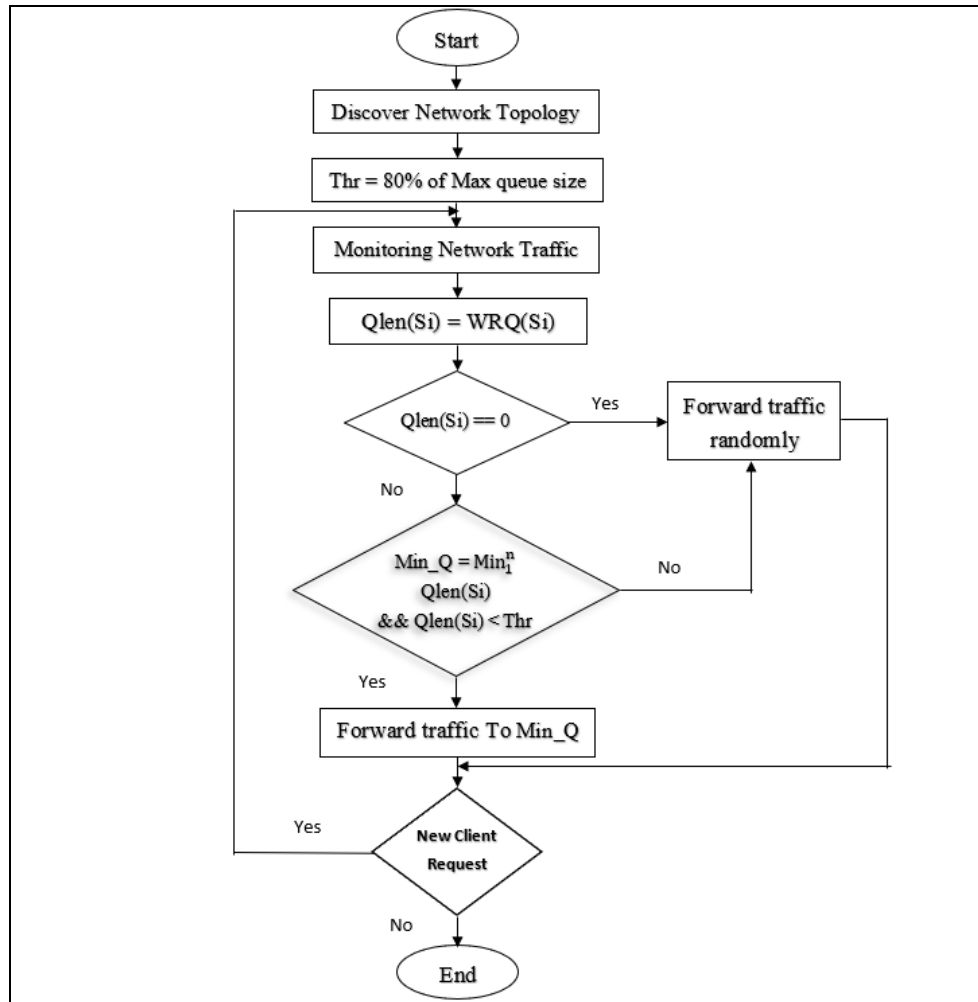 Start
Discover Network Topology
Thr = 80% of Max queue size
Monitoring Network Traffic
Qlen(Si) = WRQ(Si)
Qlen(Si) == 0
Yes
Forward traffic
randomly
No
Min_Q = Min₁ⁿ
Qlen(Si)
&& Qlen(Si) < Thr
No
Yes
Forward traffic To Min_Q
New Client
Request
Yes
No
End